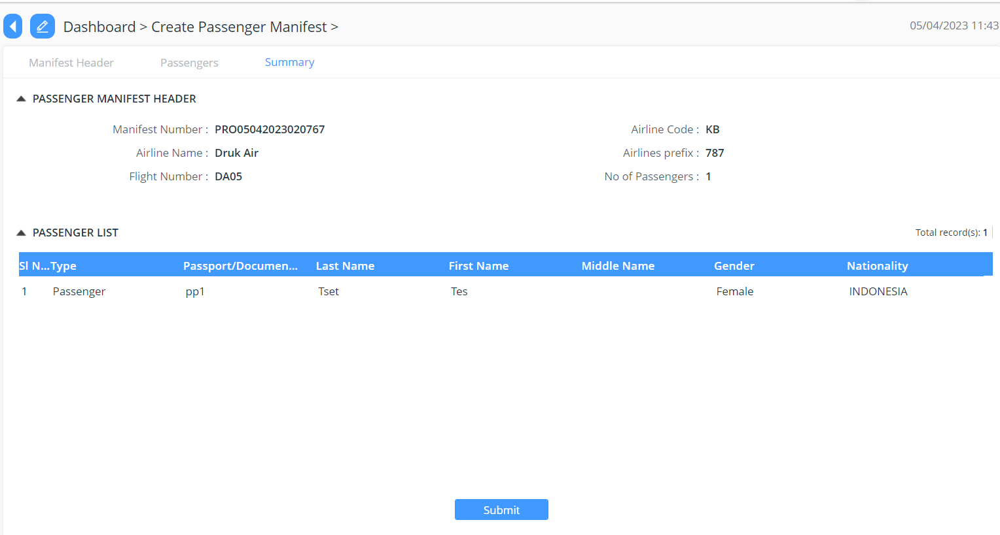 Dashboard > Create Passenger Manifest >
05/04/2023 11:43
Manifest Header Passengers Summary
PASSENGER MANIFEST HEADER
Manifest Number : PRO05042023020767 Airline Code : KB
Airline Name : Druk Air Airlines prefix : 787
Flight Number : DA05 No of Passengers : 1
PASSENGER LIST Total record(s): 1
Sl N... Type Passport/Documen... Last Name First Name Middle Name Gender Nationality
1 Passenger pp1 Tset Tes Female INDONESIA
Submit